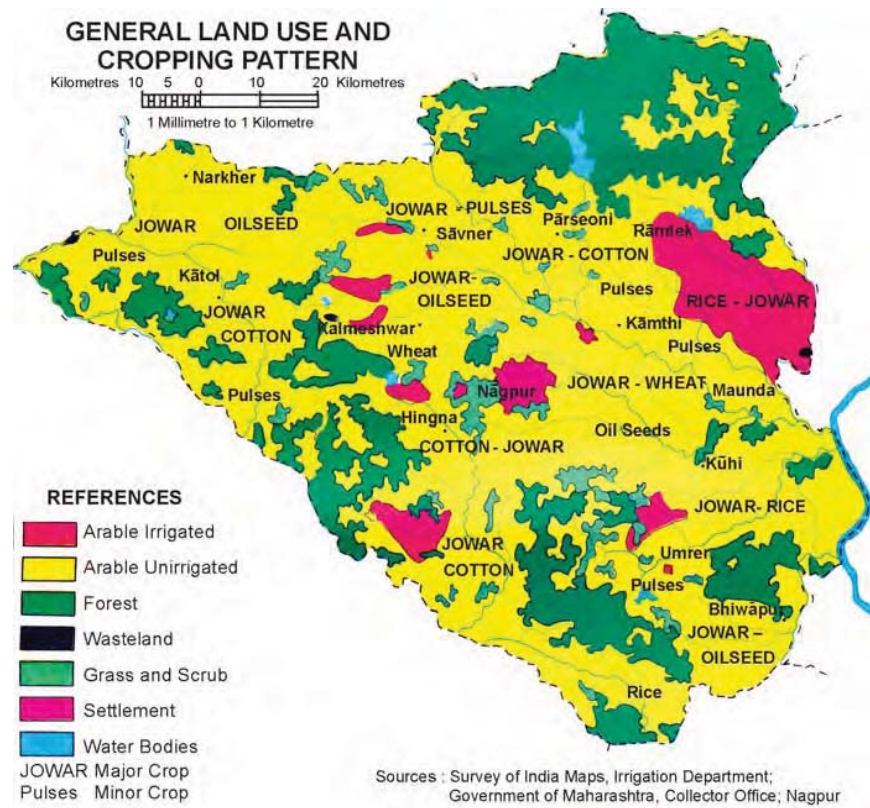 GENERAL LAND USE AND
CROPPING PATTERN
Kilometres 10 5 0 10 20 Kilometres
1 Millimetre to 1 Kilometre
Narkher
JOWAR
OILSEED
JOWAR - PULSES
Sāvner
Pārseoni
Rāmtek
Pulses
Kātol
JOWAR - COTTON
JOWAR-
OILSEED
Pulses
RICE - JOWAR
JOWAR
COTTON
Kalmeshwar
Kāmthi
Wheat
Pulses
Pulses
Nāgpur
JOWAR - WHEAT
Maunda
Hingna
COTTON - JOWAR
Oil Seeds
Kūhi
JOWAR- RICE
JOWAR
COTTON
Umrer
Pulses
Bhiwāpur
JOWAR –
OILSEED
Rice
REFERENCES
Arable Irrigated
Arable Unirrigated
Forest
Wasteland
Grass and Scrub
Settlement
Water Bodies
JOWAR Major Crop
Pulses Minor Crop
Sources : Survey of India Maps, Irrigation Department;
Government of Maharashtra, Collector Office; Nagpur